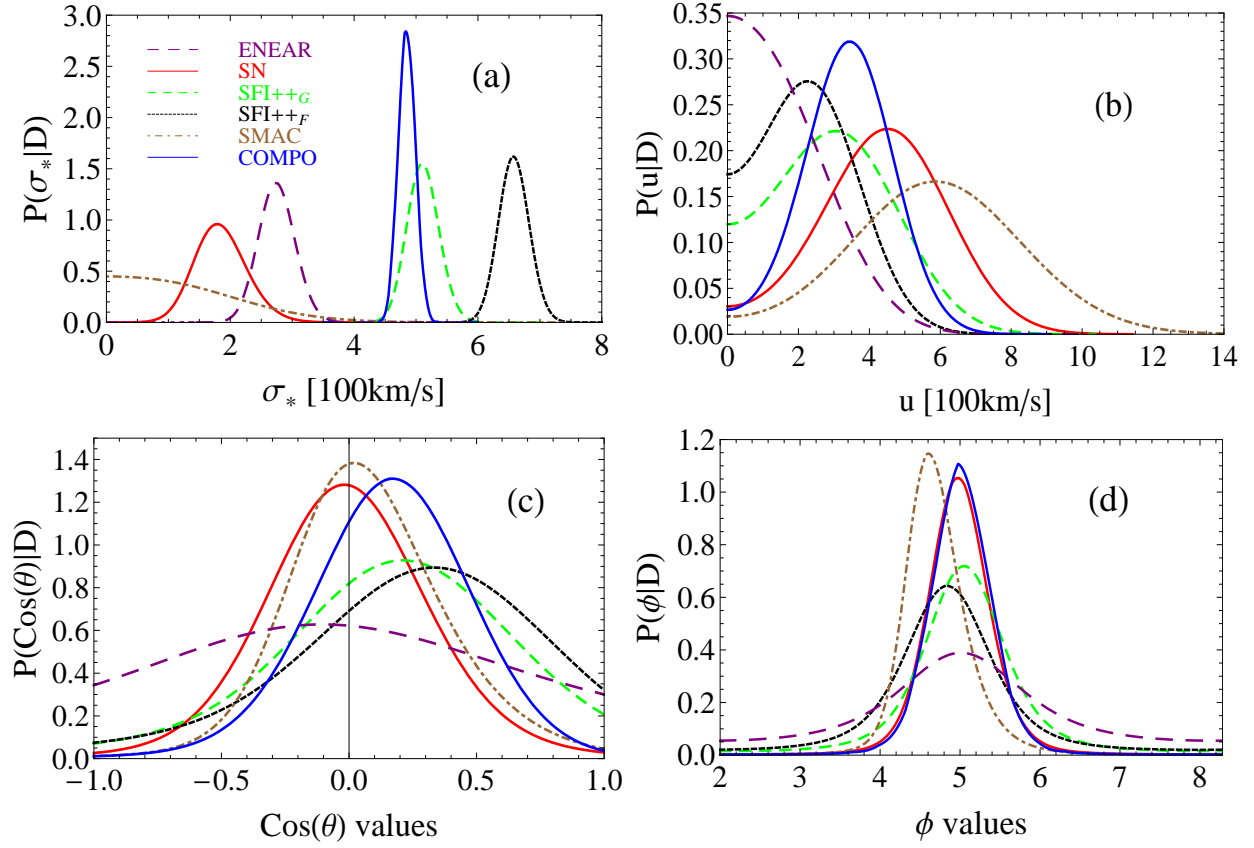 3.0
2.5
2.0
1.5
1.0
0.5
0.0
P(σ*|D)
ENEAR
SN
SFI++G
SFI++F
SMAC
COMPO
(a)
0 2 4 6 8
σ* [100km/s]
0.35
0.30
0.25
0.20
0.15
0.10
0.05
0.00
P(u|D)
(b)
0 2 4 6 8 10 12 14
u [100km/s]
1.4
1.2
1.0
0.8
0.6
0.4
0.2
0.0
P(Cos(θ)|D)
(c)
−1.0 −0.5 0.0 0.5 1.0
Cos(θ) values
1.2
1.0
0.8
0.6
0.4
0.2
0.0
P(ϕ|D)
(d)
2 3 4 5 6 7 8
ϕ values